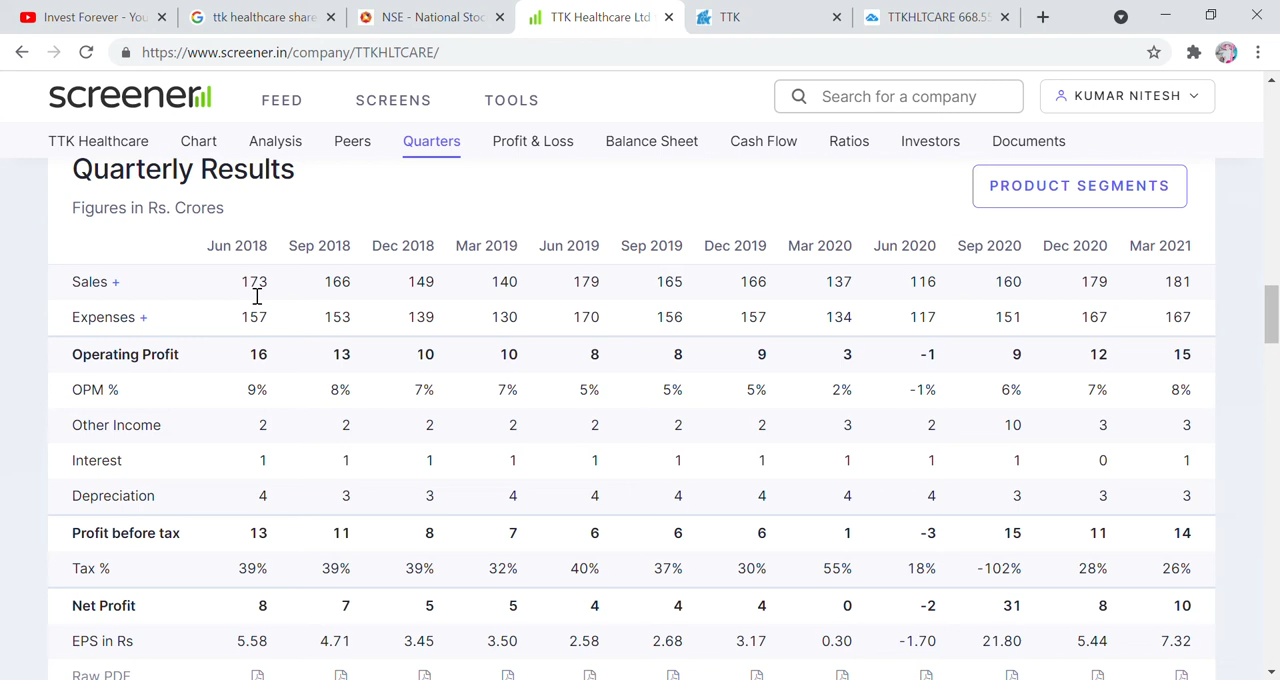 Invest Forever - You
ttk healthcare share
NSE - National Stoc
TTK Healthcare Ltd
TTK
TTKHLTCARE 668.55
https://www.screener.in/company/TTKHLTCARE/
screener
FEED
SCREENS
TOOLS
Search for a company
KUMAR NITESH
TTK Healthcare Chart Analysis Peers Quarters Profit & Loss Balance Sheet Cash Flow Ratios Investors Documents
Quarterly Results
PRODUCT SEGMENTS
Figures in Rs. Crores
Jun 2018 Sep 2018 Dec 2018 Mar 2019 Jun 2019 Sep 2019 Dec 2019 Mar 2020 Jun 2020 Sep 2020 Dec 2020 Mar 2021
Sales + 173 166 149 140 179 165 166 137 116 160 179 181
Expenses + 157 153 139 130 170 156 157 134 117 151 167 167
Operating Profit 16 13 10 10 8 8 9 3 -1 9 12 15
OPM % 9% 8% 7% 7% 5% 5% 5% 2% -1% 6% 7% 8%
Other Income 2 2 2 2 2 2 2 3 2 10 3 3
Interest 1 1 1 1 1 1 1 1 1 1 0 1
Depreciation 4 3 3 4 4 4 4 4 4 3 3 3
Profit before tax 13 11 8 7 6 6 6 1 -3 15 11 14
Tax % 39% 39% 39% 32% 40% 37% 30% 55% 18% -102% 28% 26%
Net Profit 8 7 5 5 4 4 4 0 -2 31 8 10
EPS in Rs 5.58 4.71 3.45 3.50 2.58 2.68 3.17 0.30 -1.70 21.80 5.44 7.32
Raw PDF